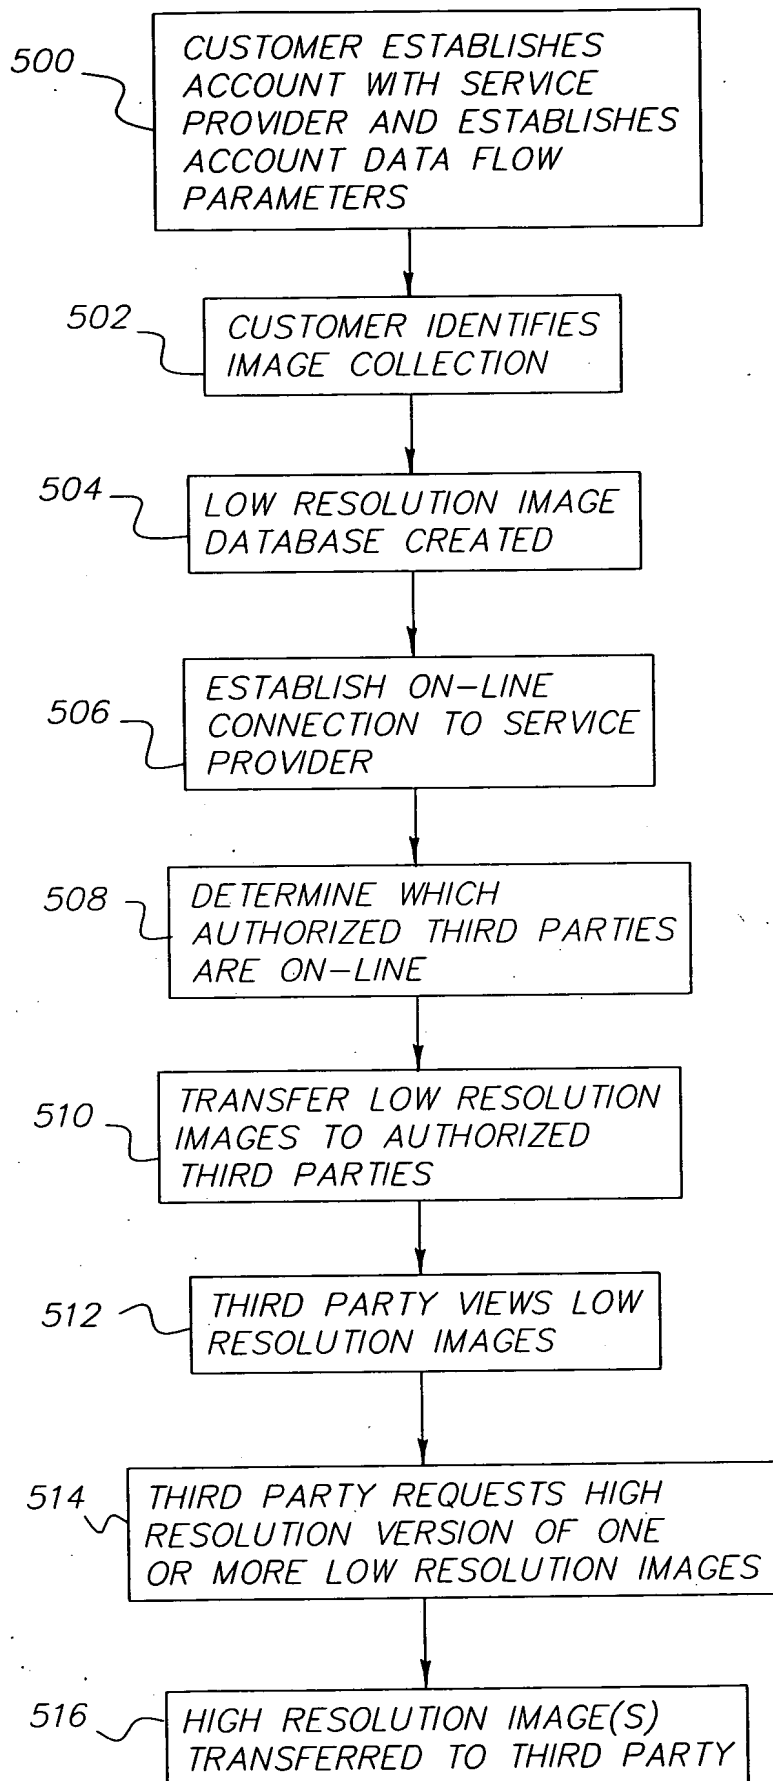 500
CUSTOMER ESTABLISHES
ACCOUNT WITH SERVICE
PROVIDER AND ESTABLISHES
ACCOUNT DATA FLOW
PARAMETERS
502
CUSTOMER IDENTIFIES
IMAGE COLLECTION
504
LOW RESOLUTION IMAGE
DATABASE CREATED
506
ESTABLISH ON-LINE
CONNECTION TO SERVICE
PROVIDER
508
DETERMINE WHICH
AUTHORIZED THIRD PARTIES
ARE ON-LINE
510
TRANSFER LOW RESOLUTION
IMAGES TO AUTHORIZED
THIRD PARTIES
512
THIRD PARTY VIEWS LOW
RESOLUTION IMAGES
514
THIRD PARTY REQUESTS HIGH
RESOLUTION VERSION OF ONE
OR MORE LOW RESOLUTION IMAGES
516
HIGH RESOLUTION IMAGE(S)
TRANSFERRED TO THIRD PARTY